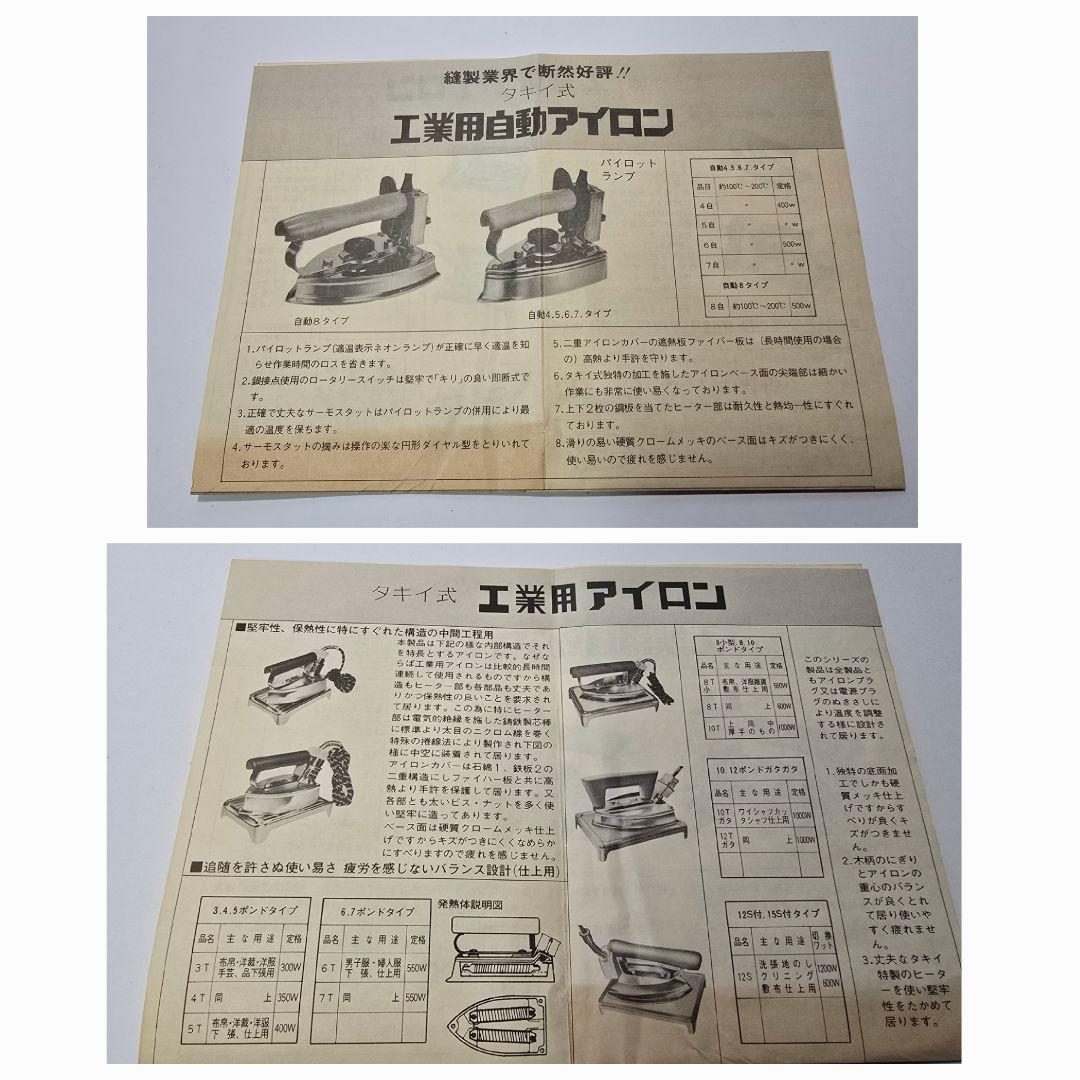 縫製業界で断然好評!!
タキイ式
工業用自動アイロン
パイロット
ランプ
自動8タイプ
自動4.5.6.7.タイプ
自動4.5.6.7.タイプ
品目 約100℃～200℃ 定格
4自 〃 400w
5自 〃 〃w
6自 〃 500w
7自 〃 〃w
自動8タイプ
8自 約100℃～200℃ 500w
1.パイロットランプ(適温表示ネオンランプ)が正確に早く適温を知
らせ作業時間のロスを省きます。
2.銀接点使用のロータリースイッチは堅牢で「キリ」の良い即断式で
す。
3.正確で丈夫なサーモスタットはパイロットランプの併用により最
適の温度を保ちます。
4.サーモスタットの摘みは操作の楽な円形ダイヤル型をとりいれて
おります。
5.二重アイロンカバーの遮熱板ファイバー板は(長時間使用の場合
の)高熱より手許を守ります。
6.タキイ式独特の加工を施したアイロンベース面の尖端部は細かい
作業にも非常に使い易くなっております。
7.上下2枚の鋼板を当てたヒーター部は耐久性と熱均一性にすぐれ
ております。
8.滑りの易い硬質クロームメッキのベース面はキズがつきにくく、
使い易いので疲れを感じません。
タキイ式 工業用アイロン
■堅牢性、保熱性に特にすぐれた構造の中間工程用
本製品は下記の様な内部構造でそれ
を特長とするアイロンです。なぜな
らば工業用アイロンは比較的長時間
連続して使用されるものですから構
造もヒーター部も各部品も丈夫であ
りかつ保熱性の良いことを要求され
て居ります。この為に特にヒーター
部は電気的絶縁を施した鋳鉄製芯棒
に標準より太目のニクロム線を巻く
特殊の捲線法により製作され下図の
様に中空に装着されて居ります。
アイロンカバーは石綿1、鉄板2の
二重構造にしファイバー板と共に高
熱より手許を保護して居ります。又
各部とも太いビス・ナットを多く使
い堅牢に造ってあります。
ベース面は硬質クロームメッキ仕上
げですからキズがつきにくくなめらか
にすべりますので疲れを感じません。
■追随を許さぬ使い易さ 疲労を感じないバランス設計(仕上用)
3.4.5ポンドタイプ
品名 主な用途 定格
3T 布帛・洋裁・洋服 手芸、品下張用 300W
4T 同上 350W
5T 布帛・洋裁・洋服 下張、仕上用 400W
6.7ポンドタイプ
品名 主な用途 定格
6T 男子服・婦人服 下張、仕上用 550W
7T 同上 550W
発熱体説明図
8小型.8.10
ポンドタイプ
品名 主な用途 定格
8T小 布帛、洋服雑貨 敷布仕上用 550W
8T 同上 600W
10T 上同中 厚手のもの 1000W
10.12ポンドガタガタ
品名 主な用途 定格
10Tガタ ワイシャツカッタシャツ仕上用 1000W
12Tガタ 同上 1000W
12S付.15S付タイプ
品名 主な用途 切換ワット
12S 洗張地のし クリニング 敷布仕上用 1200W 600W
このシリーズの
製品は全製品と
もアイロンプラ
グ又は電源プラ
グのぬきさしに
より温度を調整
する様に設計さ
れて居ります。
1.独特の底面加
工でしかも硬
質メッキ仕上
げですからす
べりが良くキ
ズがつきませ
ん。
2.木柄のにぎり
とアイロンの
重心のバラン
スが良くとれ
て居り使いや
すく疲れませ
ん。
3.丈夫なタキイ
特製のヒータ
ーを使い堅牢
性をたかめて
居ります。